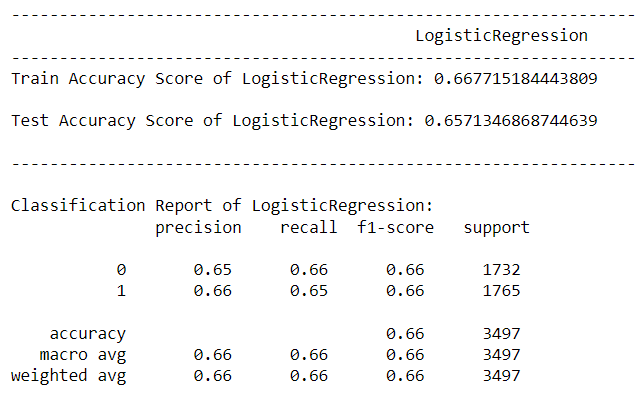 -----------------------------------------------------------------
LogisticRegression
-----------------------------------------------------------------
Train Accuracy Score of LogisticRegression: 0.667715184443809
Test Accuracy Score of LogisticRegression: 0.6571346868744639
-----------------------------------------------------------------
Classification Report of LogisticRegression:
precision recall f1-score support
0 0.65 0.66 0.66 1732
1 0.66 0.65 0.66 1765
accuracy 0.66 3497
macro avg 0.66 0.66 0.66 3497
weighted avg 0.66 0.66 0.66 3497